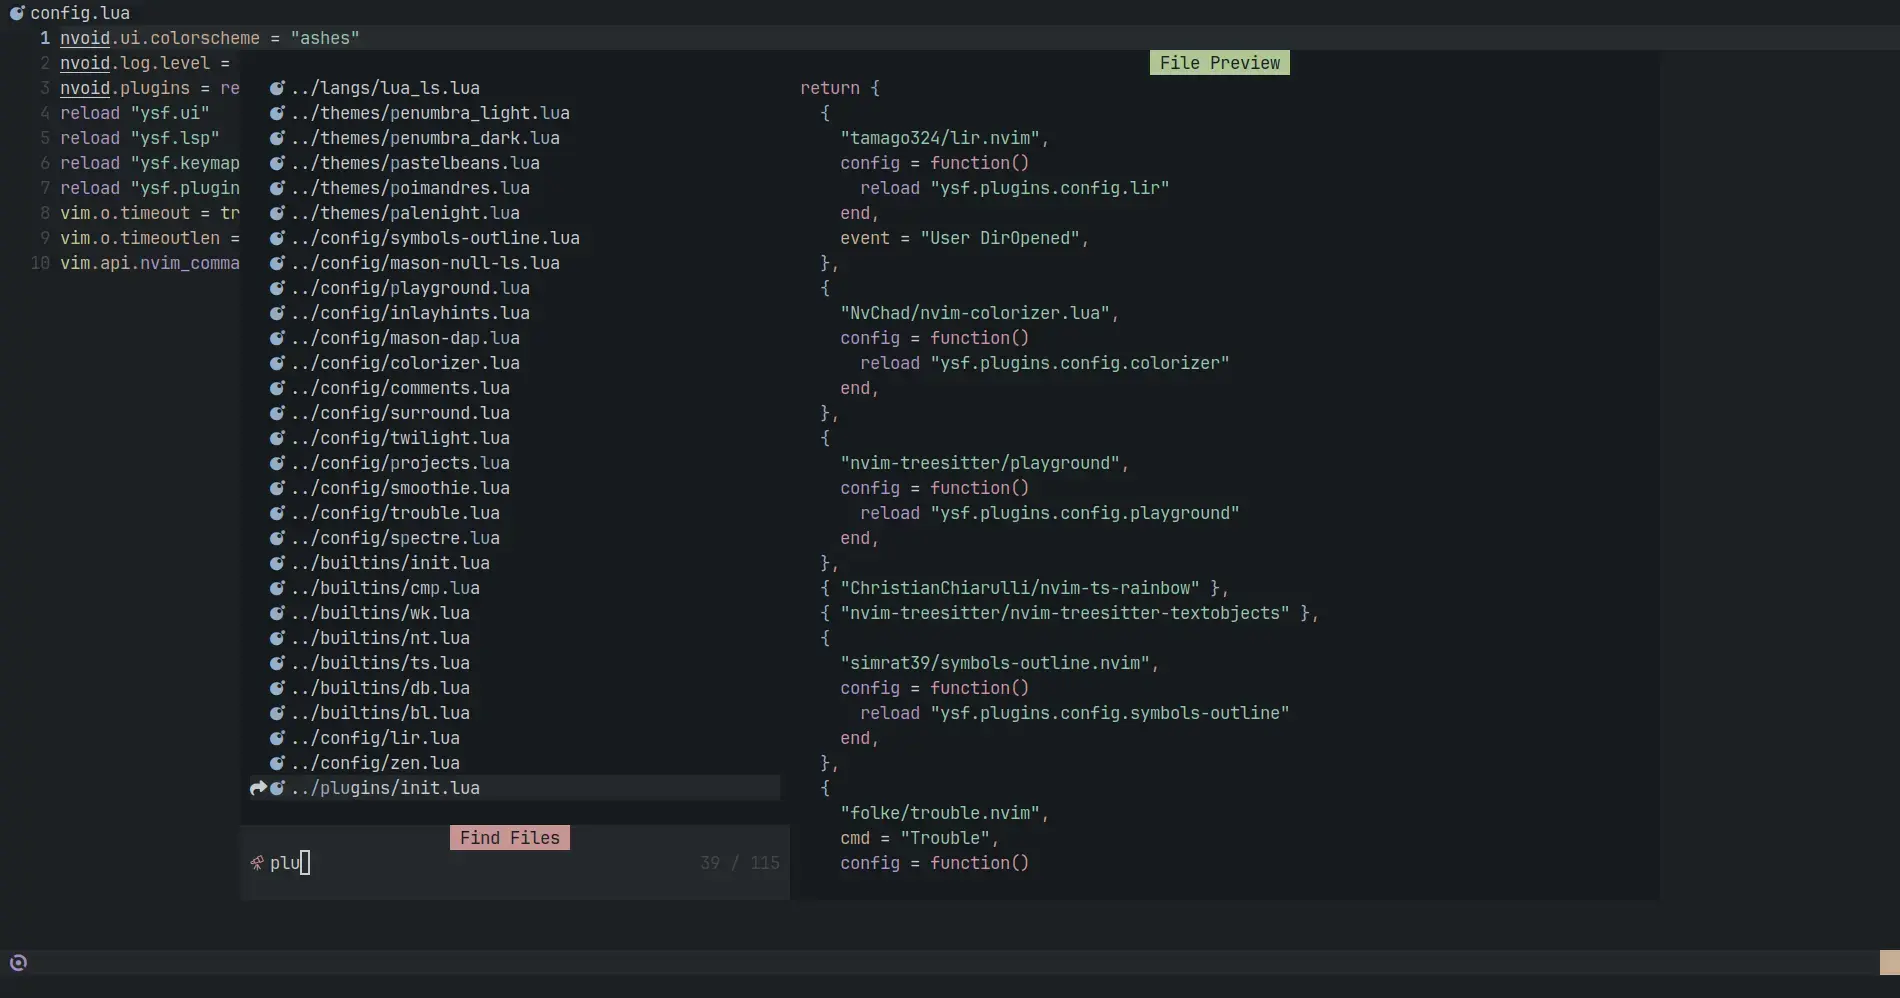 config.lua
1 nvoid.ui.colorscheme = "ashes"
2 nvoid.log.level =
3 nvoid.plugins = re
4 reload "ysf.ui"
5 reload "ysf.lsp"
6 reload "ysf.keymap
7 reload "ysf.plugin
8 vim.o.timeout = tr
9 vim.o.timeoutlen =
10 vim.api.nvim_comma
../langs/lua_ls.lua
../themes/penumbra_light.lua
../themes/penumbra_dark.lua
../themes/pastelbeans.lua
../themes/poimandres.lua
../themes/palenight.lua
../config/symbols-outline.lua
../config/mason-null-ls.lua
../config/playground.lua
../config/inlayhints.lua
../config/mason-dap.lua
../config/colorizer.lua
../config/comments.lua
../config/surround.lua
../config/twilight.lua
../config/projects.lua
../config/smoothie.lua
../config/trouble.lua
../config/spectre.lua
../builtins/init.lua
../builtins/cmp.lua
../builtins/wk.lua
../builtins/nt.lua
../builtins/ts.lua
../builtins/db.lua
../builtins/bl.lua
../config/lir.lua
../config/zen.lua
../plugins/init.lua
Find Files
plu 39 / 115
File Preview
return {
  {
    "tamago324/lir.nvim",
    config = function()
      reload "ysf.plugins.config.lir"
    end,
    event = "User DirOpened",
  },
  {
    "NvChad/nvim-colorizer.lua",
    config = function()
      reload "ysf.plugins.config.colorizer"
    end,
  },
  {
    "nvim-treesitter/playground",
    config = function()
      reload "ysf.plugins.config.playground"
    end,
  },
  { "ChristianChiarulli/nvim-ts-rainbow" },
  { "nvim-treesitter/nvim-treesitter-textobjects" },
  {
    "simrat39/symbols-outline.nvim",
    config = function()
      reload "ysf.plugins.config.symbols-outline"
    end,
  },
  {
    "folke/trouble.nvim",
    cmd = "Trouble",
    config = function()